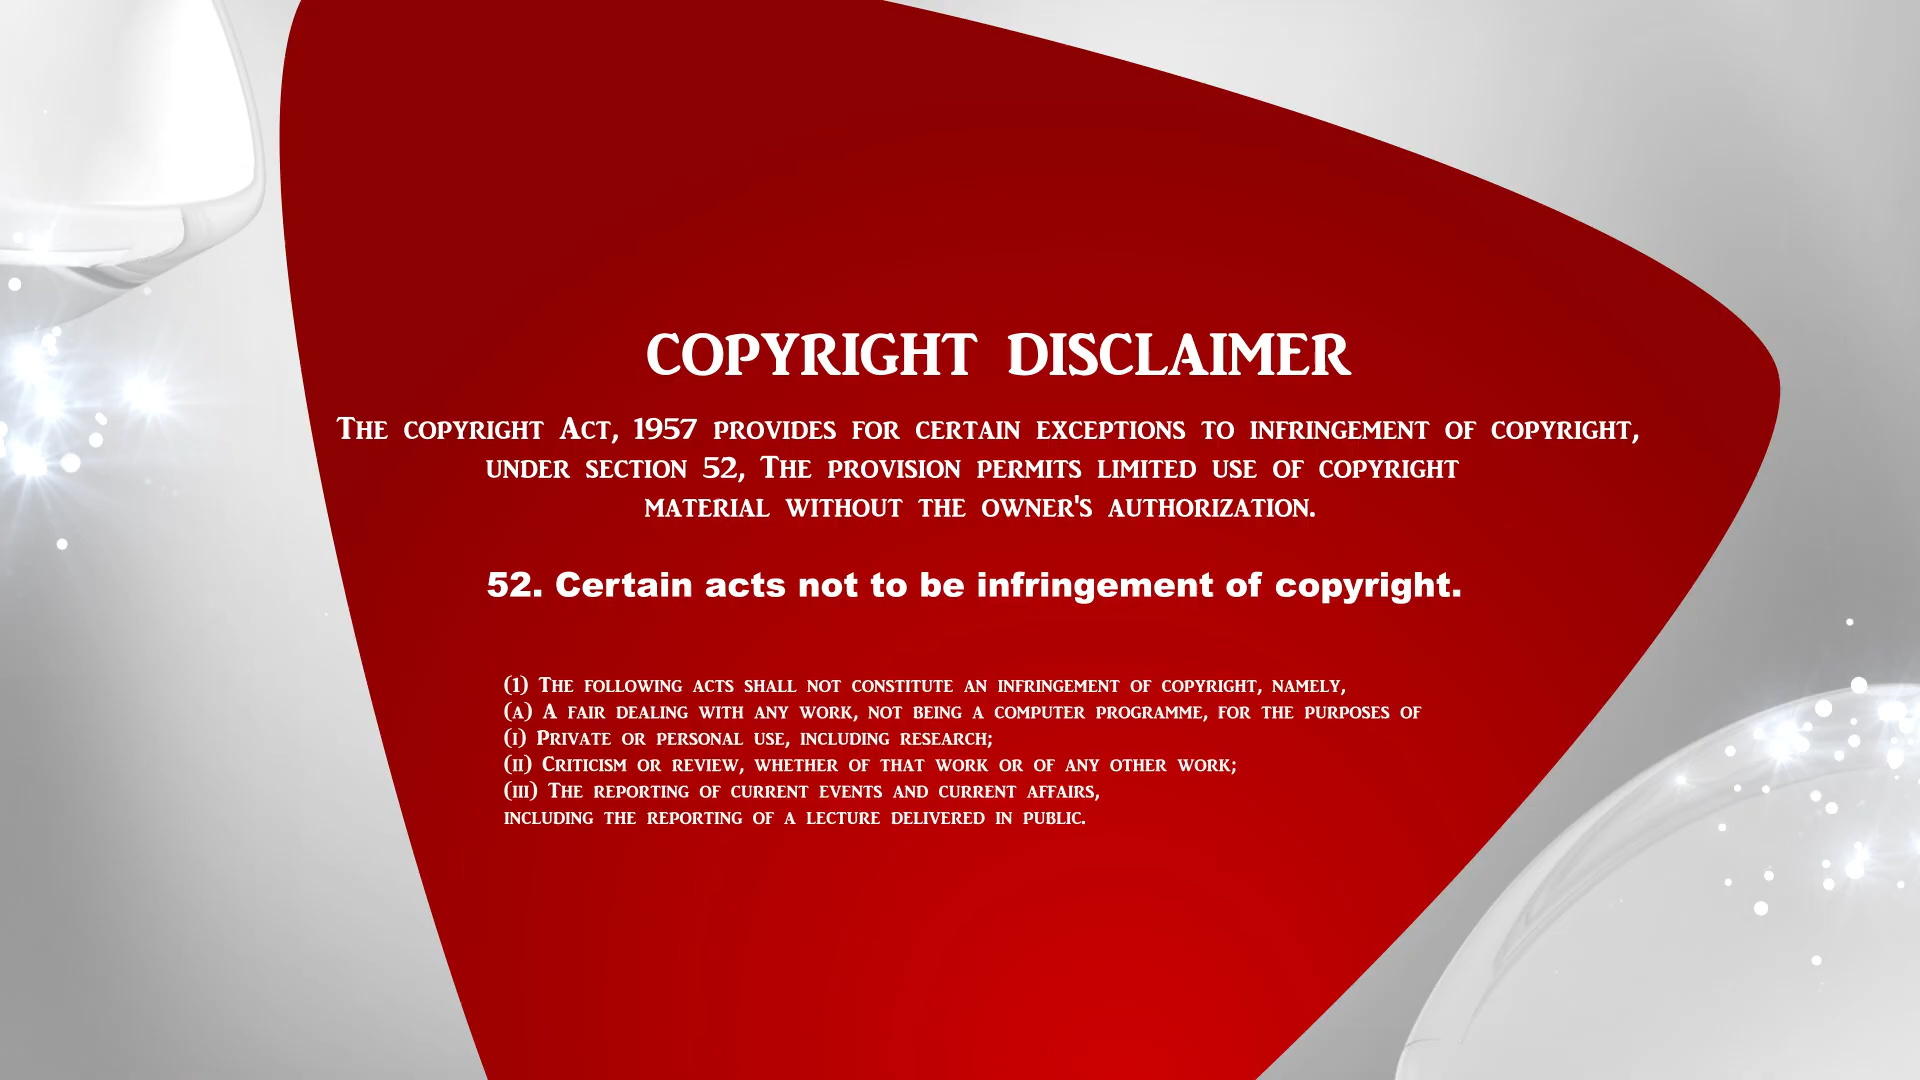 COPYRIGHT DISCLAIMER
The copyright Act, 1957 provides for certain exceptions to infringement of copyright,
under section 52, The provision permits limited use of copyright
material without the owner's authorization.
52. Certain acts not to be infringement of copyright.
(1) The following acts shall not constitute an infringement of copyright, namely,
(a) A fair dealing with any work, not being a computer programme, for the purposes of
(i) Private or personal use, including research;
(ii) Criticism or review, whether of that work or of any other work;
(iii) The reporting of current events and current affairs,
including the reporting of a lecture delivered in public.